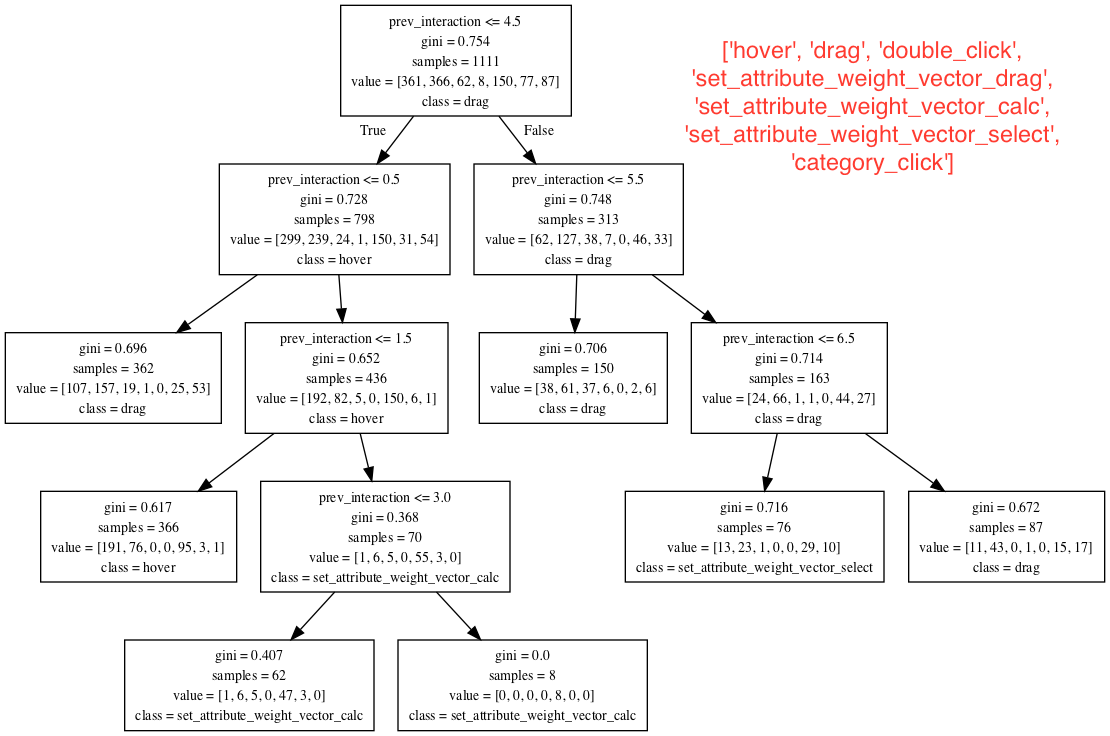 prev_interaction <= 4.5
gini = 0.754
samples = 1111
value = [361, 366, 62, 8, 150, 77, 87]
class = drag
['hover', 'drag', 'double_click',
'set_attribute_weight_vector_drag',
'set_attribute_weight_vector_calc',
'set_attribute_weight_vector_select',
'category_click']
True
False
prev_interaction <= 0.5
gini = 0.728
samples = 798
value = [299, 239, 24, 1, 150, 31, 54]
class = hover
prev_interaction <= 5.5
gini = 0.748
samples = 313
value = [62, 127, 38, 7, 0, 46, 33]
class = drag
gini = 0.696
samples = 362
value = [107, 157, 19, 1, 0, 25, 53]
class = drag
prev_interaction <= 1.5
gini = 0.652
samples = 436
value = [192, 82, 5, 0, 150, 6, 1]
class = hover
gini = 0.706
samples = 150
value = [38, 61, 37, 6, 0, 2, 6]
class = drag
prev_interaction <= 6.5
gini = 0.714
samples = 163
value = [24, 66, 1, 1, 0, 44, 27]
class = drag
gini = 0.617
samples = 366
value = [191, 76, 0, 0, 95, 3, 1]
class = hover
prev_interaction <= 3.0
gini = 0.368
samples = 70
value = [1, 6, 5, 0, 55, 3, 0]
class = set_attribute_weight_vector_calc
gini = 0.716
samples = 76
value = [13, 23, 1, 0, 0, 29, 10]
class = set_attribute_weight_vector_select
gini = 0.672
samples = 87
value = [11, 43, 0, 1, 0, 15, 17]
class = drag
gini = 0.407
samples = 62
value = [1, 6, 5, 0, 47, 3, 0]
class = set_attribute_weight_vector_calc
gini = 0.0
samples = 8
value = [0, 0, 0, 0, 8, 0, 0]
class = set_attribute_weight_vector_calc